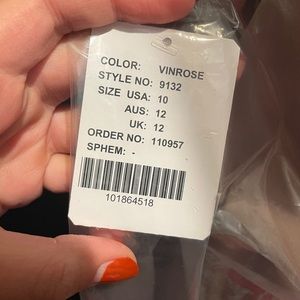 COLOR: VINROSE
STYLE NO: 9132
SIZE USA: 10
AUS: 12
UK: 12
ORDER NO: 110957
SPHEM: -
101864518